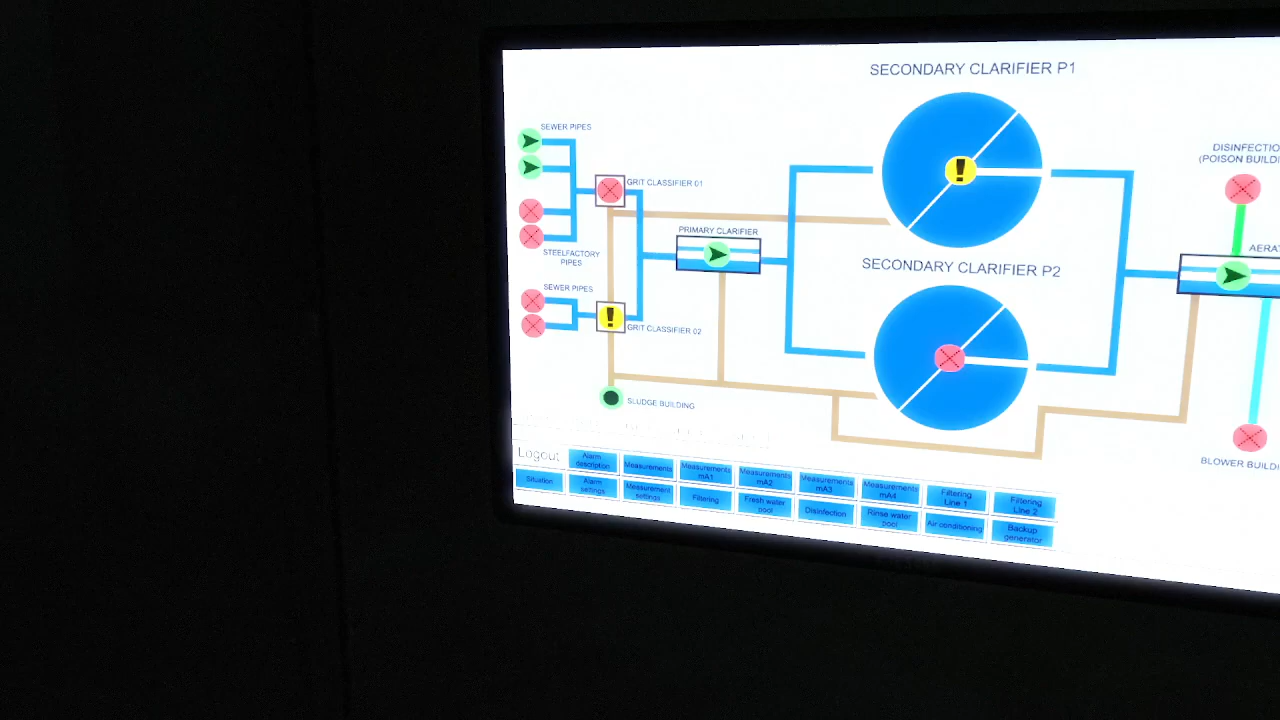 SECONDARY CLARIFIER P1
SEWER PIPES
DISINFECTIO
(POISON BUILDI
GRIT CLASSIFIER 01
PRIMARY CLARIFIER
STEELFACTORY
PIPES
AERA
SECONDARY CLARIFIER P2
SEWER PIPES
GRIT CLASSIFIER 02
SLUDGE BUILDING
BLOWER BUILDI
Logout
Alarm
description
Measurements
Measurements
mA1
Measurements
mA2
Measurements
mA3
Measurements
mA4
Filtering
Line 1
Filtering
Line 2
Situation
Alarm
settings
Measurement
settings
Filtering
Fresh water
pool
Disinfection
Rinse water
pool
Air conditioning
Backup
generator